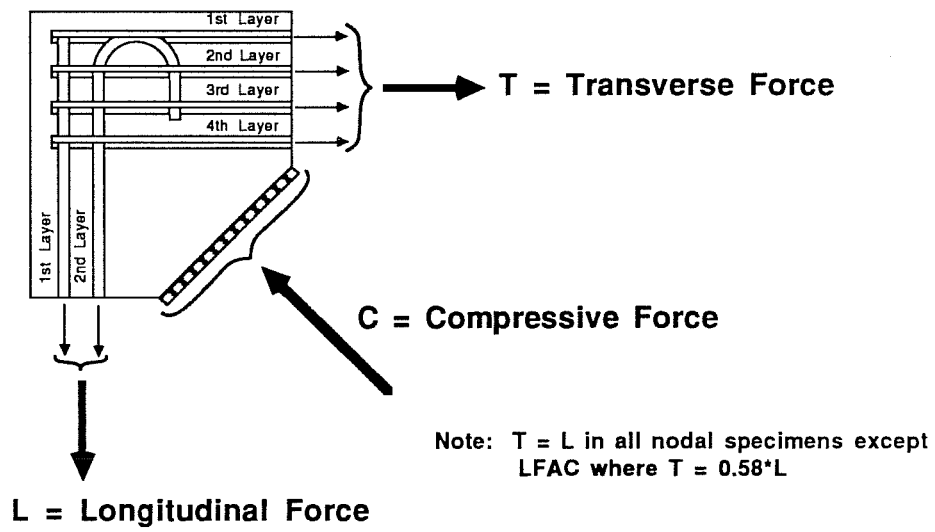 1st Layer
2nd Layer
3rd Layer
4th Layer
T = Transverse Force
1st Layer
2nd Layer
C = Compressive Force
Note: T = L in all nodal specimens except
LFAC where T = 0.58*L
L = Longitudinal Force